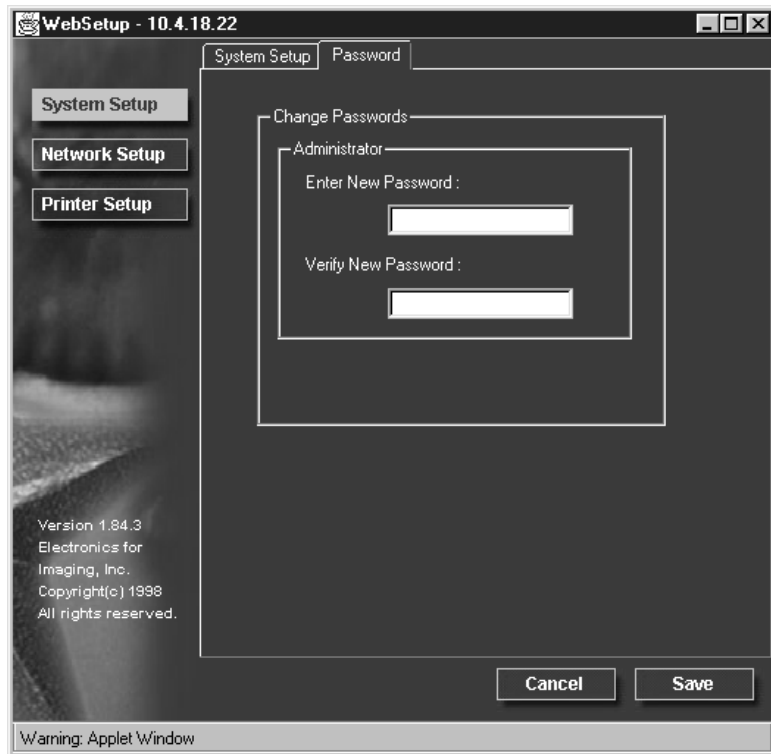 WebSetup - 10.4.18.22
System Setup
Password
System Setup
Network Setup
Printer Setup
Change Passwords
Administrator
Enter New Password :
Verify New Password :
Version 1.84.3
Electronics for
Imaging, Inc.
Copyright(c) 1998
All rights reserved.
Cancel
Save
Warning: Applet Window